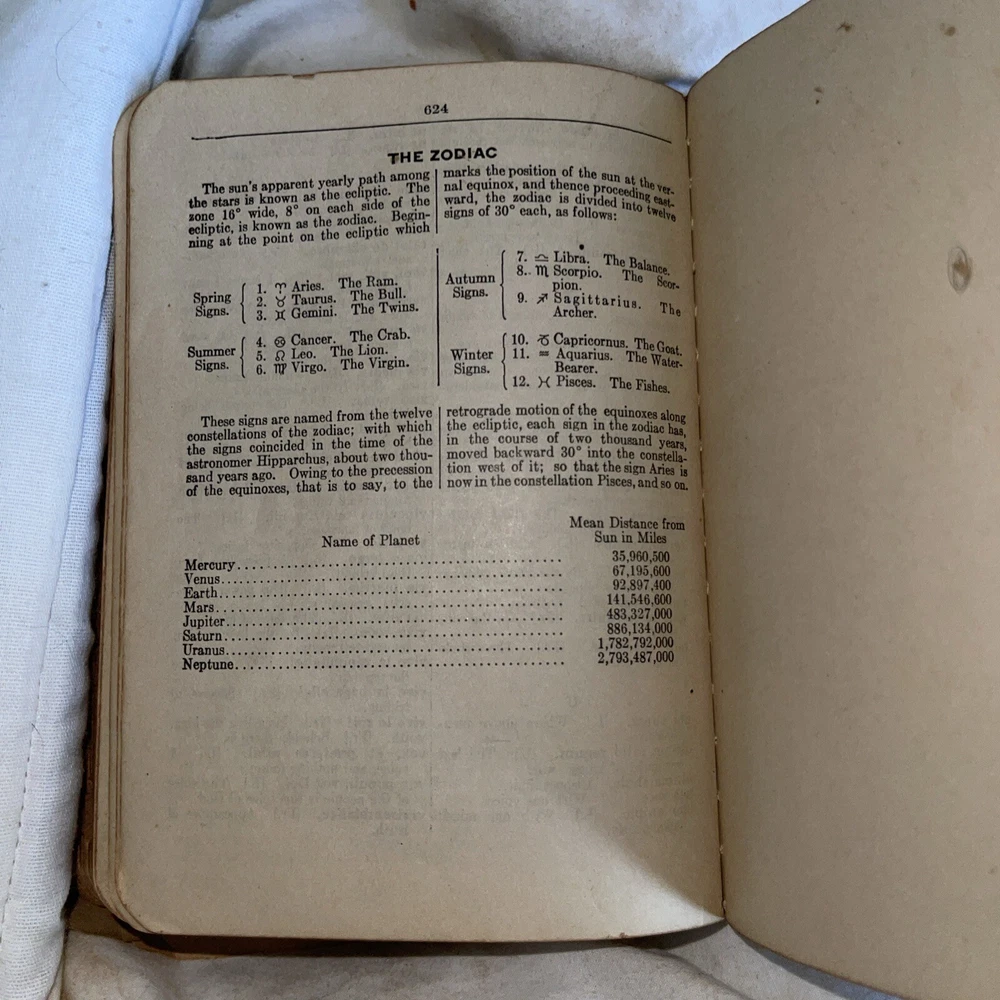 624
THE ZODIAC
The sun's apparent yearly path among
the stars is known as the ecliptic. The
zone 16° wide, 8° on each side of the
ecliptic, is known as the zodiac. Begin-
ning at the point on the ecliptic which
marks the position of the sun at the ver-
nal equinox, and thence proceeding east-
ward, the zodiac is divided into twelve
signs of 30° each, as follows:
Spring
Signs.
1. ♈ Aries. The Ram.
2. ♉ Taurus. The Bull.
3. ♊ Gemini. The Twins.
Summer
Signs.
4. ♋ Cancer. The Crab.
5. ♌ Leo. The Lion.
6. ♍ Virgo. The Virgin.
Autumn
Signs.
7. ♎ Libra. The Balance.
8. ♏ Scorpio. The Scor-
pion.
9. ♐ Sagittarius. The
Archer.
Winter
Signs.
10. ♑ Capricornus. The Goat.
11. ♒ Aquarius. The Water-
Bearer.
12. ♓ Pisces. The Fishes.
These signs are named from the twelve
constellations of the zodiac; with which
the signs coincided in the time of the
astronomer Hipparchus, about two thou-
sand years ago. Owing to the precession
of the equinoxes, that is to say, to the
retrograde motion of the equinoxes along
the ecliptic, each sign in the zodiac has,
in the course of two thousand years,
moved backward 30° into the constella-
tion west of it; so that the sign Aries is
now in the constellation Pisces, and so on.
Name of Planet Mean Distance from
Sun in Miles
Mercury 35,960,500
Venus 67,195,600
Earth 92,897,400
Mars 141,546,600
Jupiter 483,327,000
Saturn 886,134,000
Uranus 1,782,792,000
Neptune 2,793,487,000